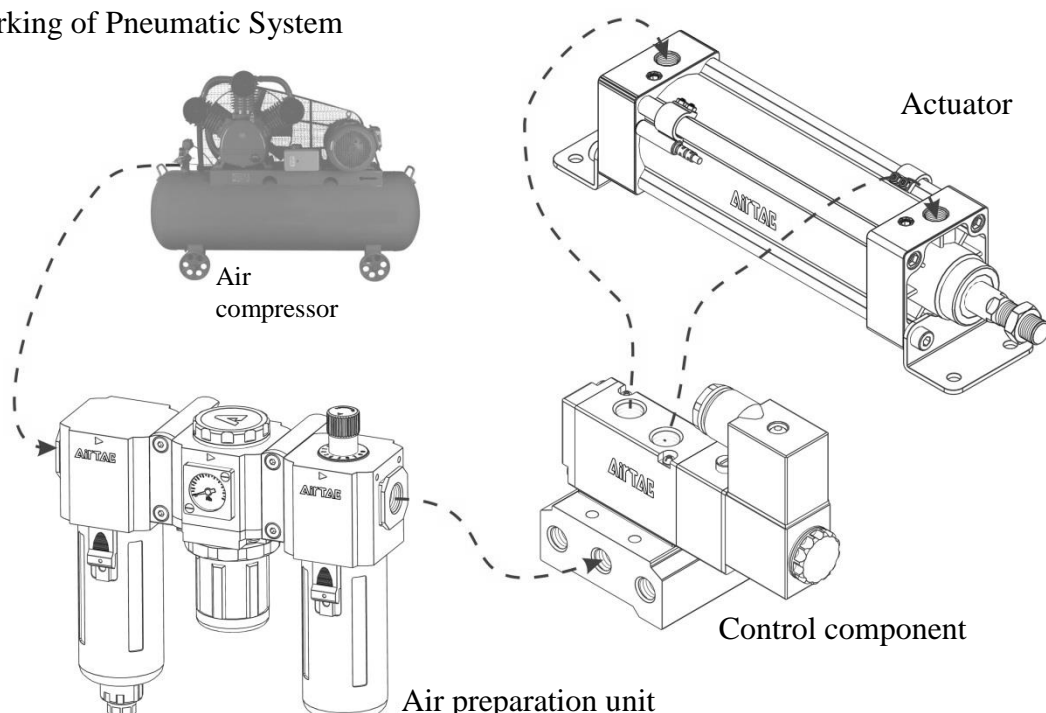 rking of Pneumatic System
Actuator
AirTAC
Air
compressor
AirTAC
AirTAC
AirTAC
Control component
Air preparation unit